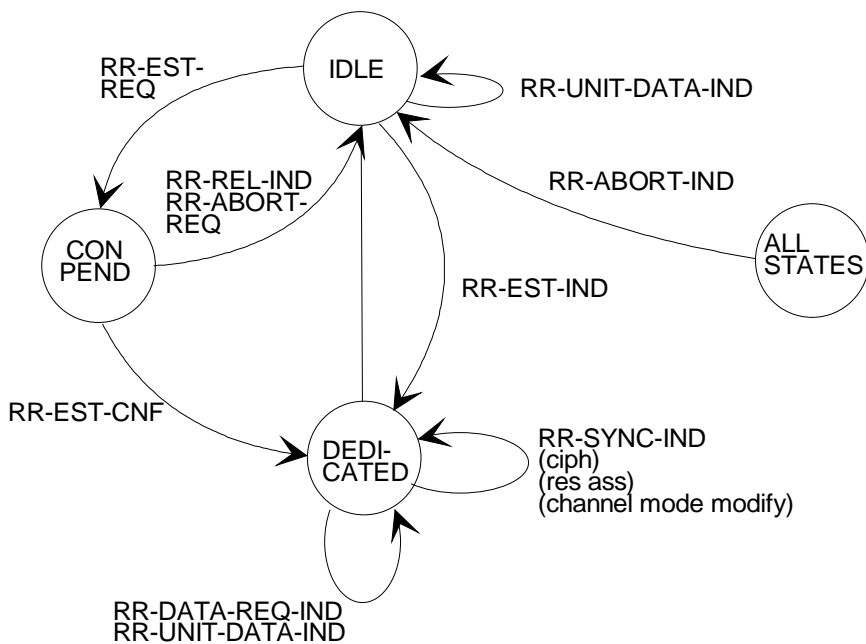 IDLE
RR-EST-
REQ
RR-UNIT-DATA-IND
RR-REL-IND
RR-ABORT-
REQ
RR-ABORT-IND
CON
PEND
ALL
STATES
RR-EST-IND
RR-EST-CNF
DEDI-
CATED
RR-SYNC-IND
(ciph)
(res ass)
(channel mode modify)
RR-DATA-REQ-IND
RR-UNIT-DATA-IND